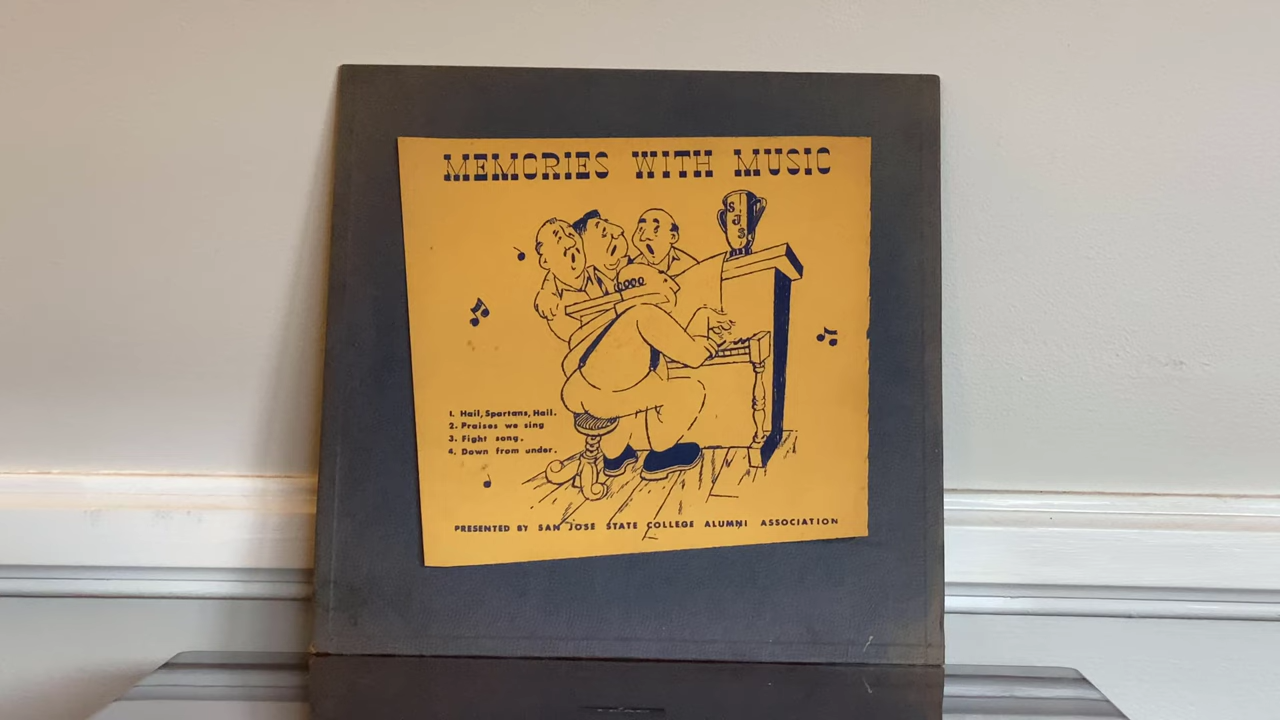 MEMORIES WITH MUSIC
S.
J.
S.
1. Hail, Spartans, Hail.
2. Praises we sing
3. Fight song.
4. Down from under.
PRESENTED BY SAN JOSE STATE COLLEGE ALUMNI ASSOCIATION